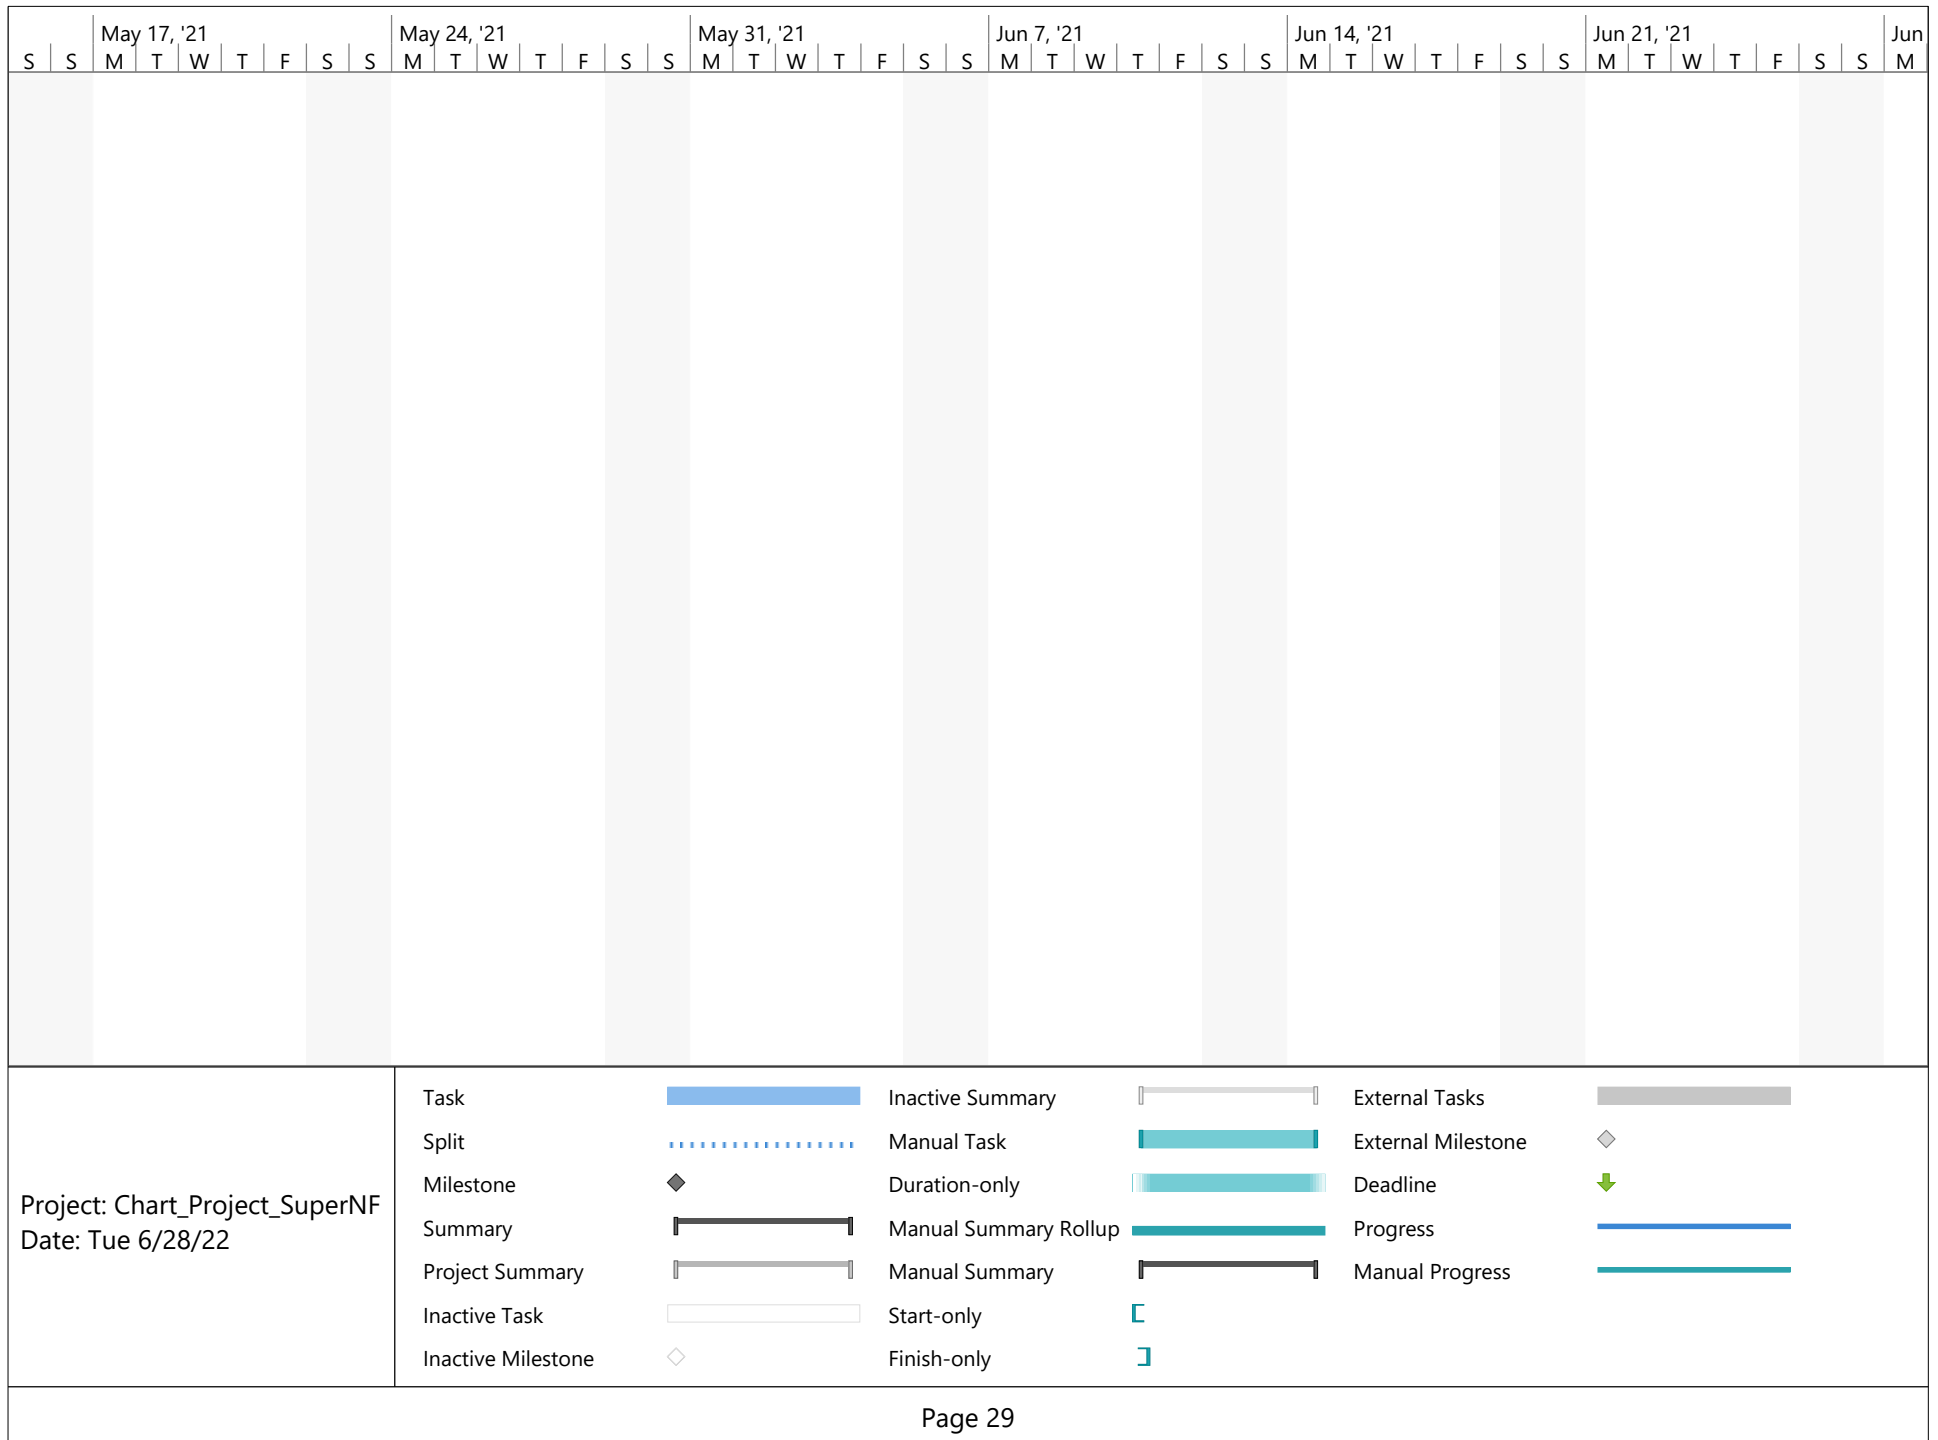 May 17, '21 May 24, '21 May 31, '21 Jun 7, '21 Jun 14, '21 Jun 21, '21 Jun
S S M T W T F S S M T W T F S S M T W T F S S M T W T F S S M T W T F S S M T W T F S S M
Task Inactive Summary External Tasks
Split Manual Task External Milestone
Milestone Duration-only Deadline
Summary Manual Summary Rollup Progress
Project Summary Manual Summary Manual Progress
Inactive Task Start-only
Inactive Milestone Finish-only
Project: Chart_Project_SuperNF
Date: Tue 6/28/22
Page 29